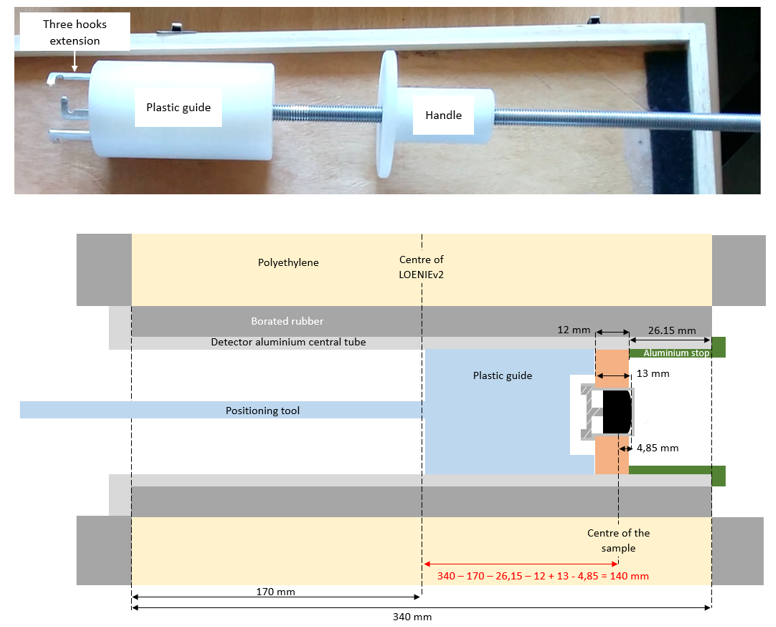 Three hooks
extension
Plastic guide
Handle
Polyethylene
Centre of
LOENIEv2
Borated rubber
12 mm
26.15 mm
Detector aluminium central tube
Aluminium stop
Plastic guide
13 mm
Positioning tool
4,85 mm
Centre of the
sample
340 – 170 – 26,15 – 12 + 13 - 4,85 = 140 mm
170 mm
340 mm